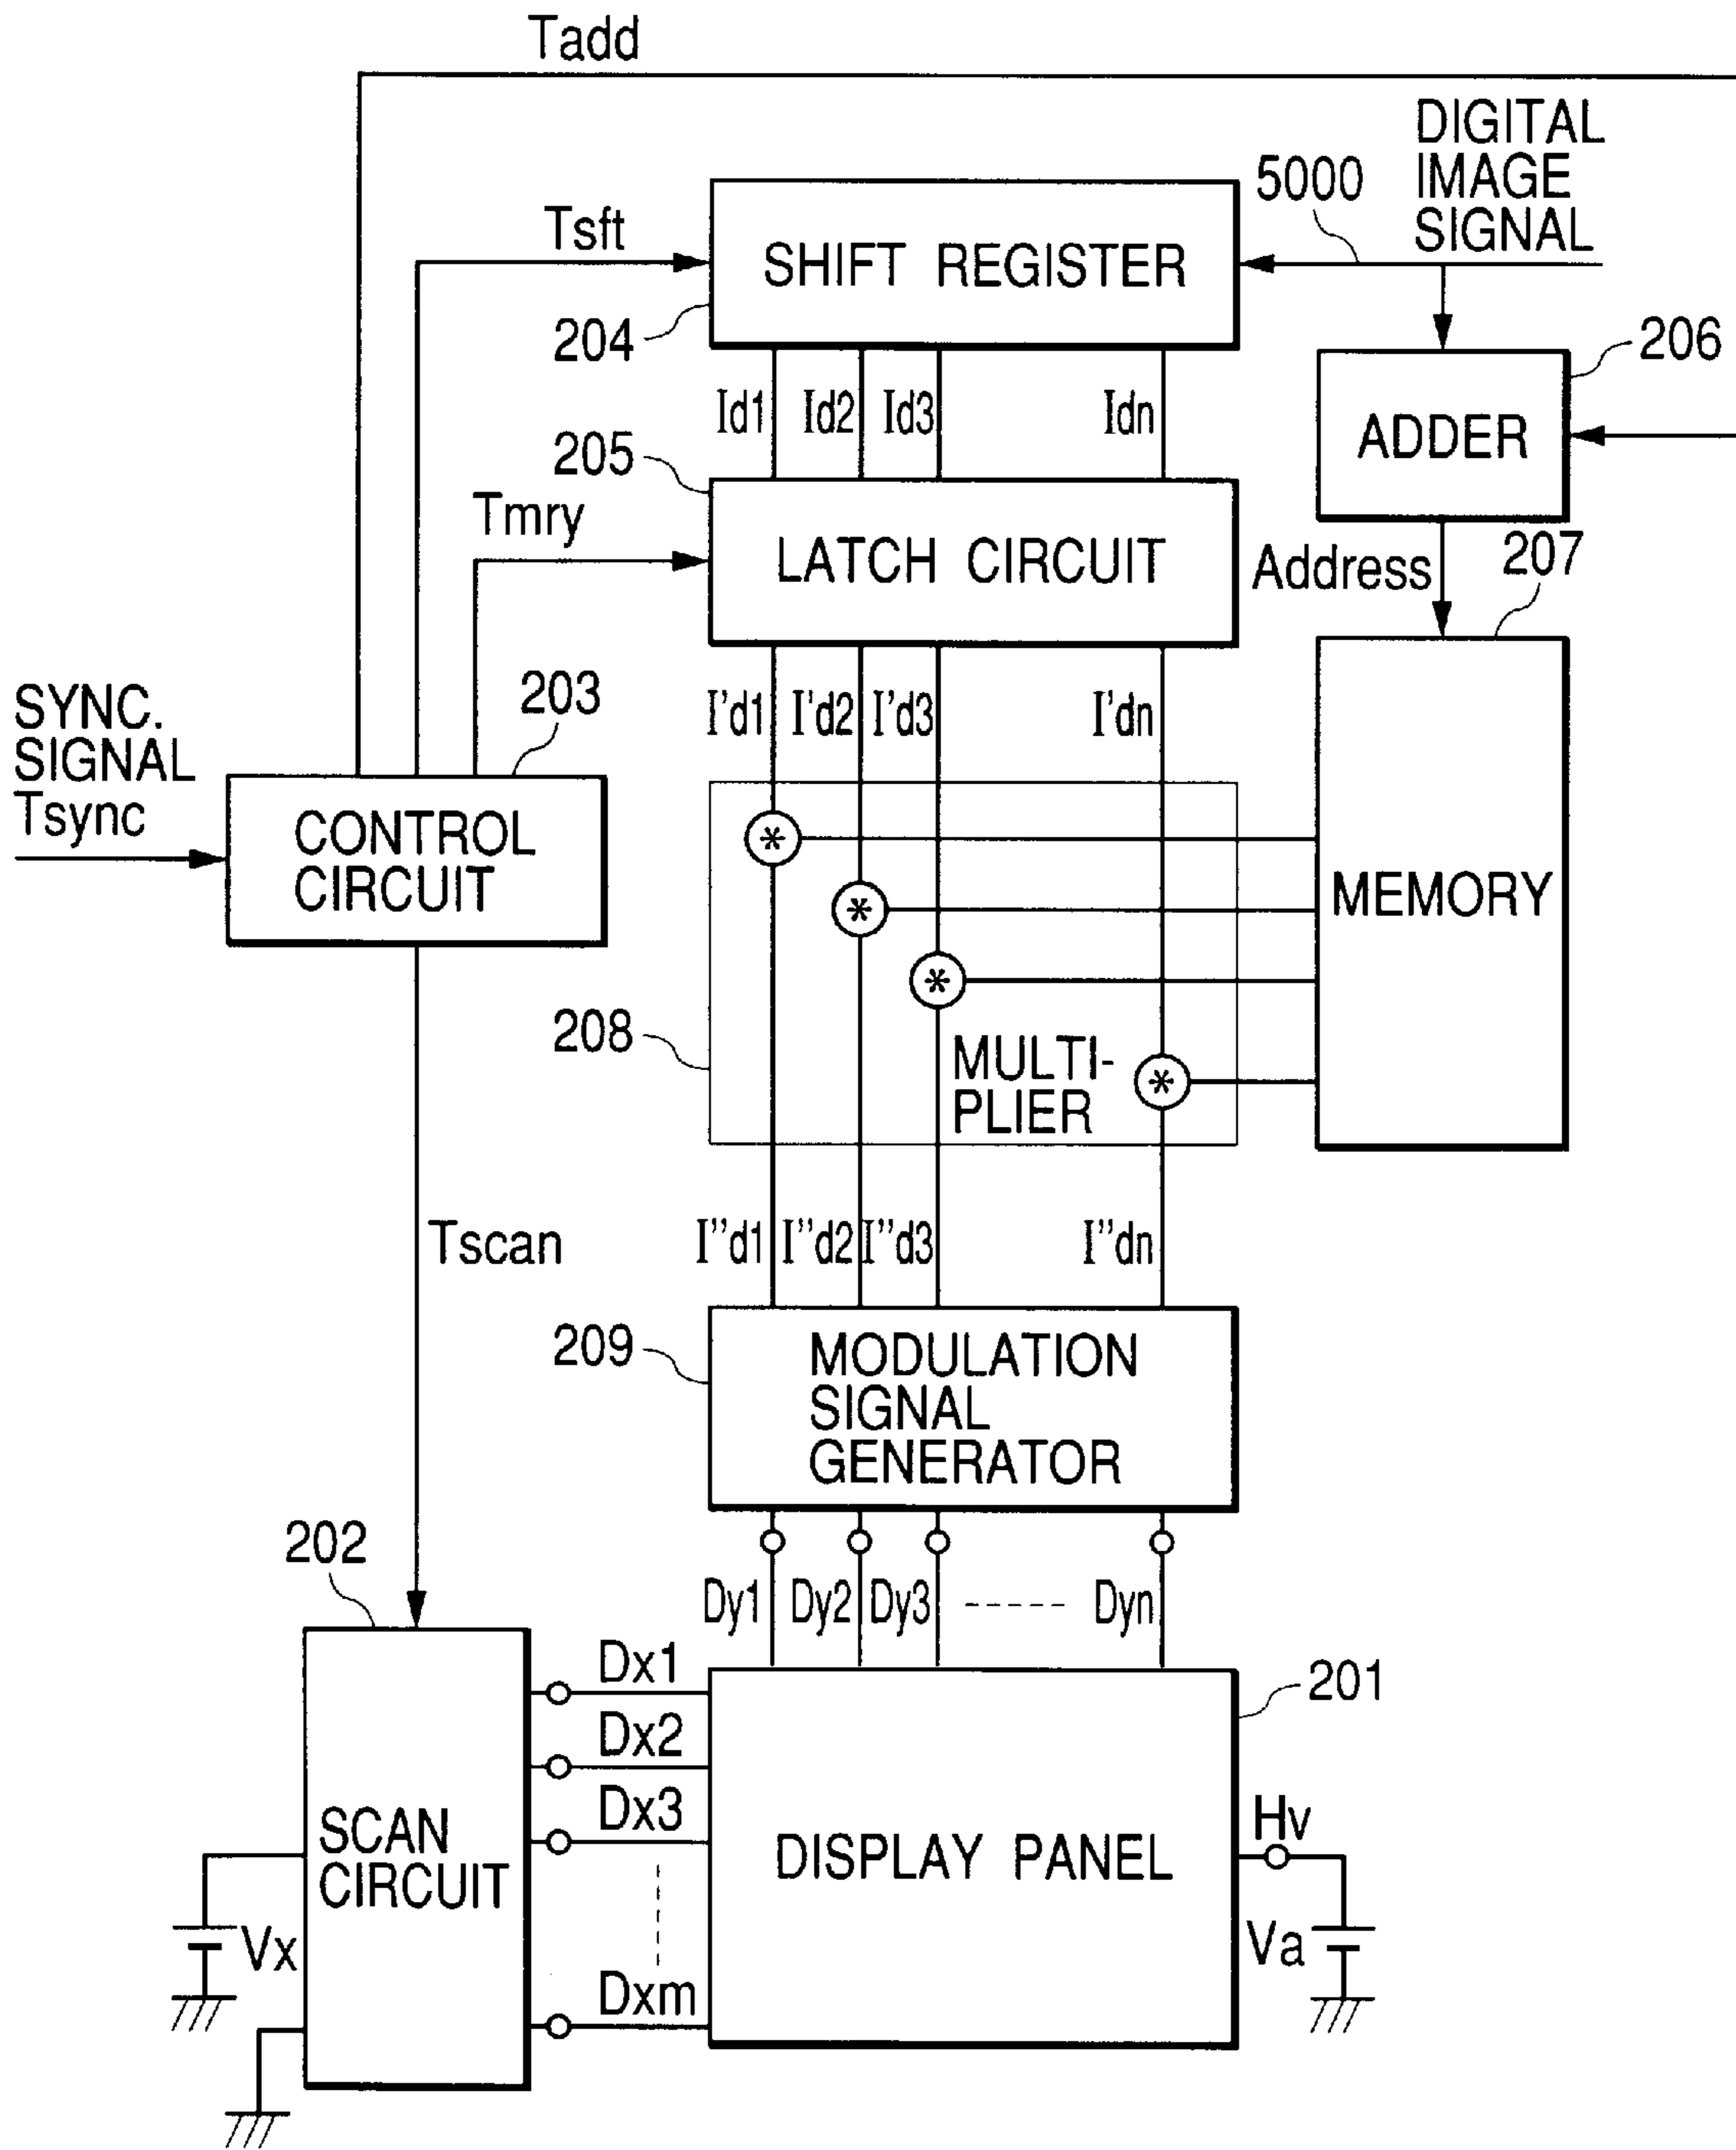 Tadd
DIGITAL
IMAGE
SIGNAL
5000
Tsft
SHIFT REGISTER
204
206
Id1
Id2
Id3
Idn
ADDER
205
Tmry
LATCH CIRCUIT
Address
207
203
I'd1
I'd2
I'd3
I'dn
SYNC.
SIGNAL
Tsync
CONTROL
CIRCUIT
*
*
*
*
MEMORY
208
MULTI-
PLIER
Tscan
I"d1
I"d2
I"d3
I"dn
209
MODULATION
SIGNAL
GENERATOR
202
Dy1
Dy2
Dy3
Dyn
Dx1
201
Dx2
Dx3
Hv
SCAN
CIRCUIT
DISPLAY PANEL
Vx
Va
Dxm